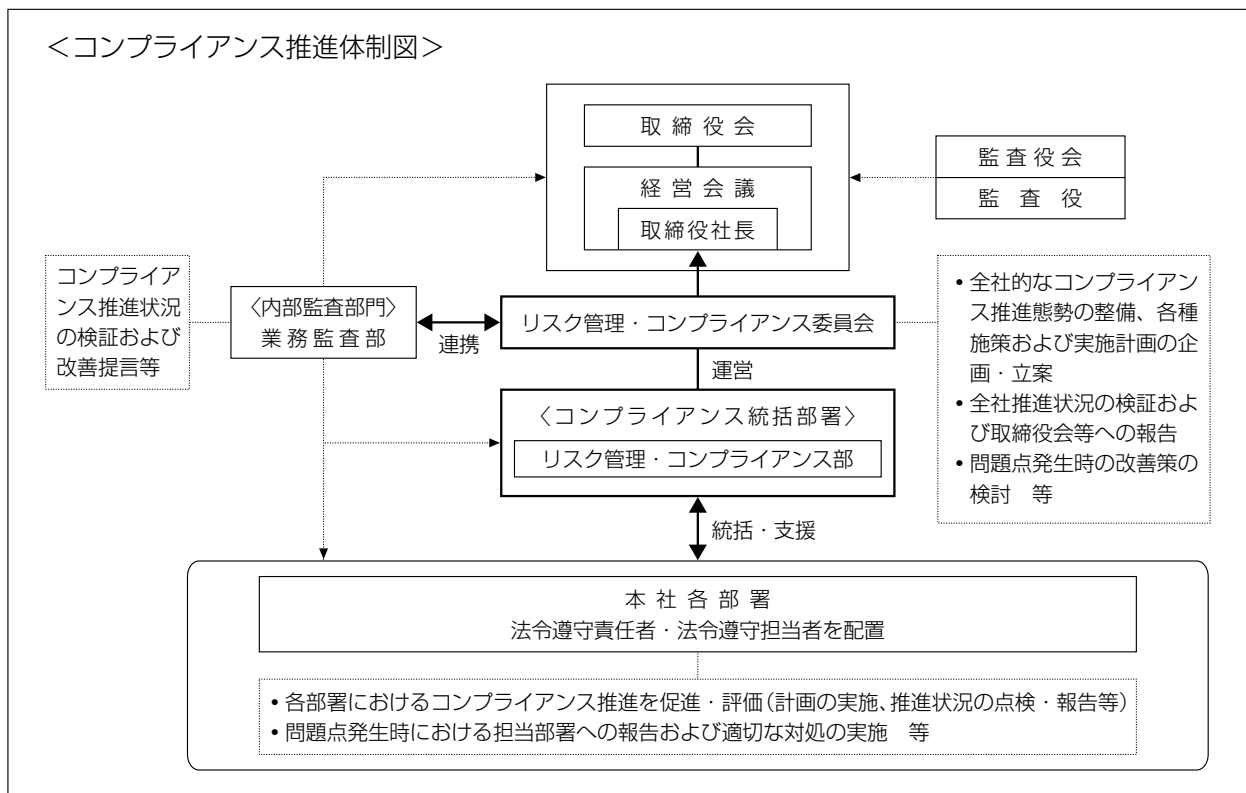 ＜コンプライアンス推進体制図＞
取締役会
経営会議
取締役社長
監査役会
監査役
コンプライア
ンス推進状況
の検証および
改善提言等
〈内部監査部門〉
業務監査部
連携
リスク管理・コンプライアンス委員会
運営
〈コンプライアンス統括部署〉
リスク管理・コンプライアンス部
•全社的なコンプライアン
ス推進態勢の整備、各種
施策および実施計画の企
画・立案
•全社推進状況の検証およ
び取締役会等への報告
•問題点発生時の改善策の
検討　等
統括・支援
本社各部署
法令遵守責任者・法令遵守担当者を配置
•各部署におけるコンプライアンス推進を促進・評価（計画の実施、推進状況の点検・報告等）
•問題点発生時における担当部署への報告および適切な対処の実施　等